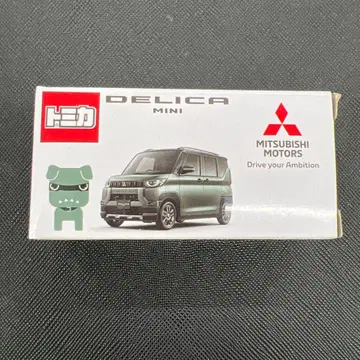 トミカ
DELICA
MINI
MITSUBISHI
MOTORS
Drive your Ambition